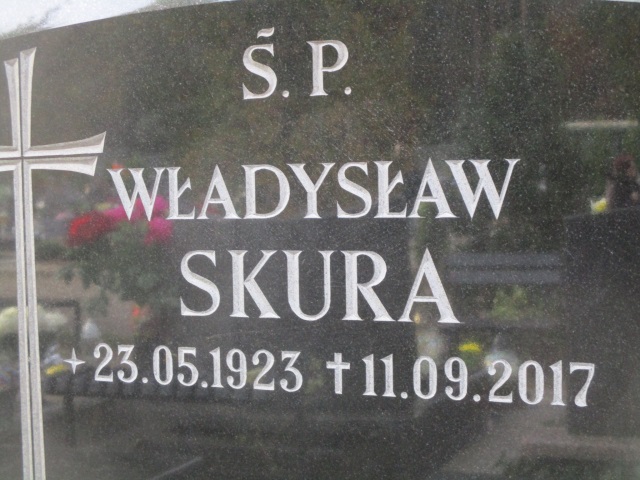 Ś. P.
WŁADYSŁAW
SKURA
23.05.1923 ✝ 11.09.2017